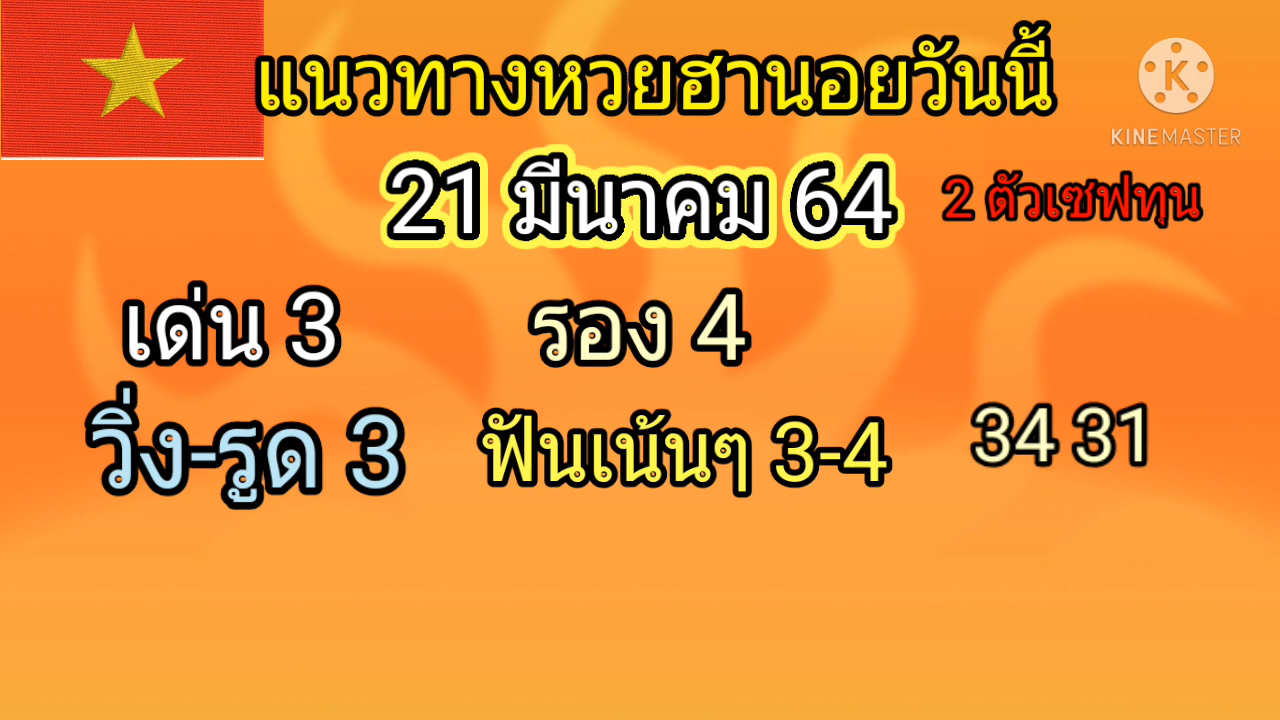 แนวทางหวยฮานอยวันนี้
KINEMASTER
21 มีนาคม 64
2 ตัวเซฟทุน
เด่น 3
รอง 4
วิ่ง-รูด 3
ฟันเน้นๆ 3-4
34 31